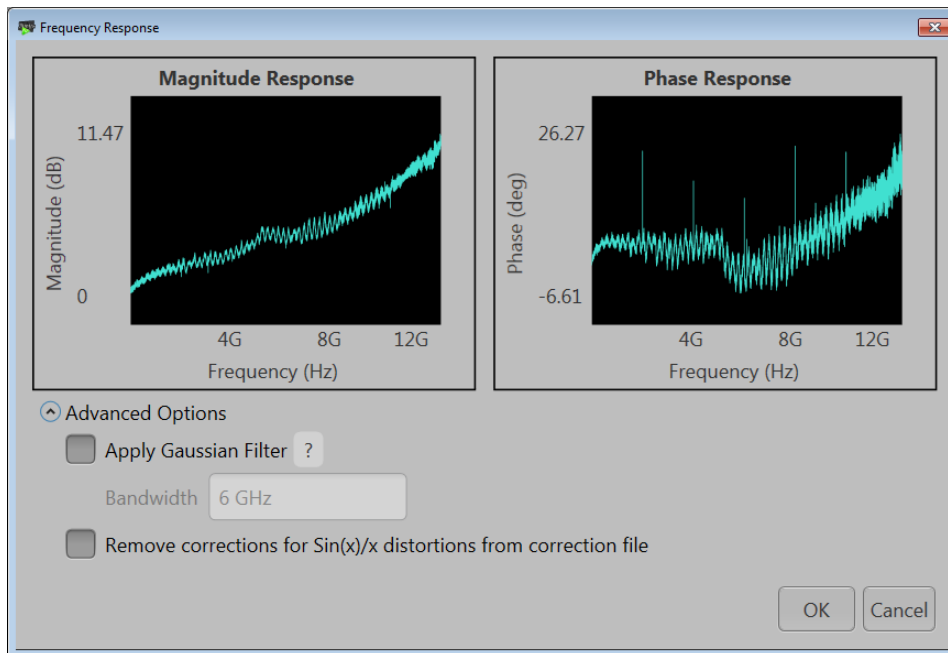 Frequency Response
Magnitude Response
11.47
Magnitude (dB)
0
4G 8G 12G
Frequency (Hz)
Phase Response
26.27
Phase (deg)
-6.61
4G 8G 12G
Frequency (Hz)
Advanced Options
Apply Gaussian Filter ?
Bandwidth 6 GHz
Remove corrections for Sin(x)/x distortions from correction file
OK Cancel